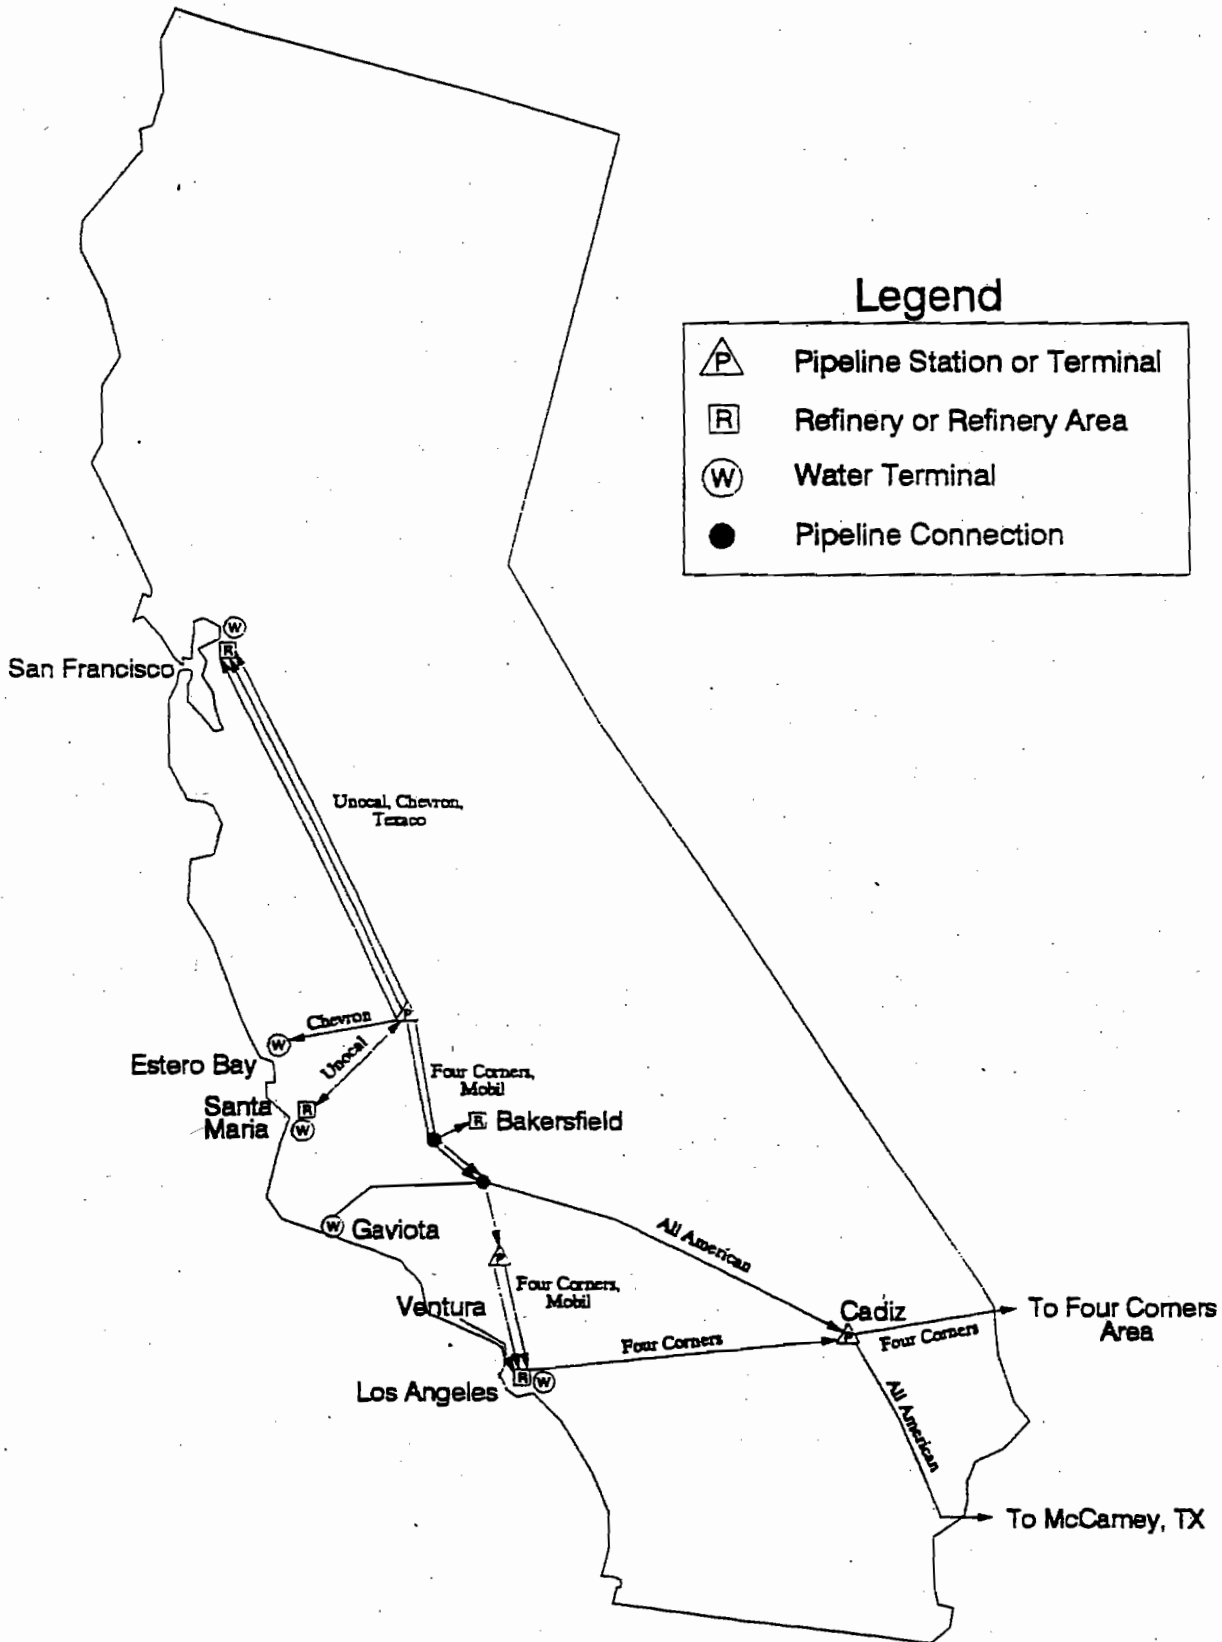 Legend
P Pipeline Station or Terminal
R Refinery or Refinery Area
W Water Terminal
Pipeline Connection
W
R
San Francisco
Unocal, Chevron,
Texaco
P
Chevron
W
Estero Bay
Unocal
Four Corners,
Mobil
Santa
Maria
R
W
R Bakersfield
W Gaviota
All American
P
Four Corners,
Mobil
Ventura
Cadiz
P
To Four Corners
Area
Four Corners
Four Corners
Los Angeles
R
W
All American
To McCamey, TX